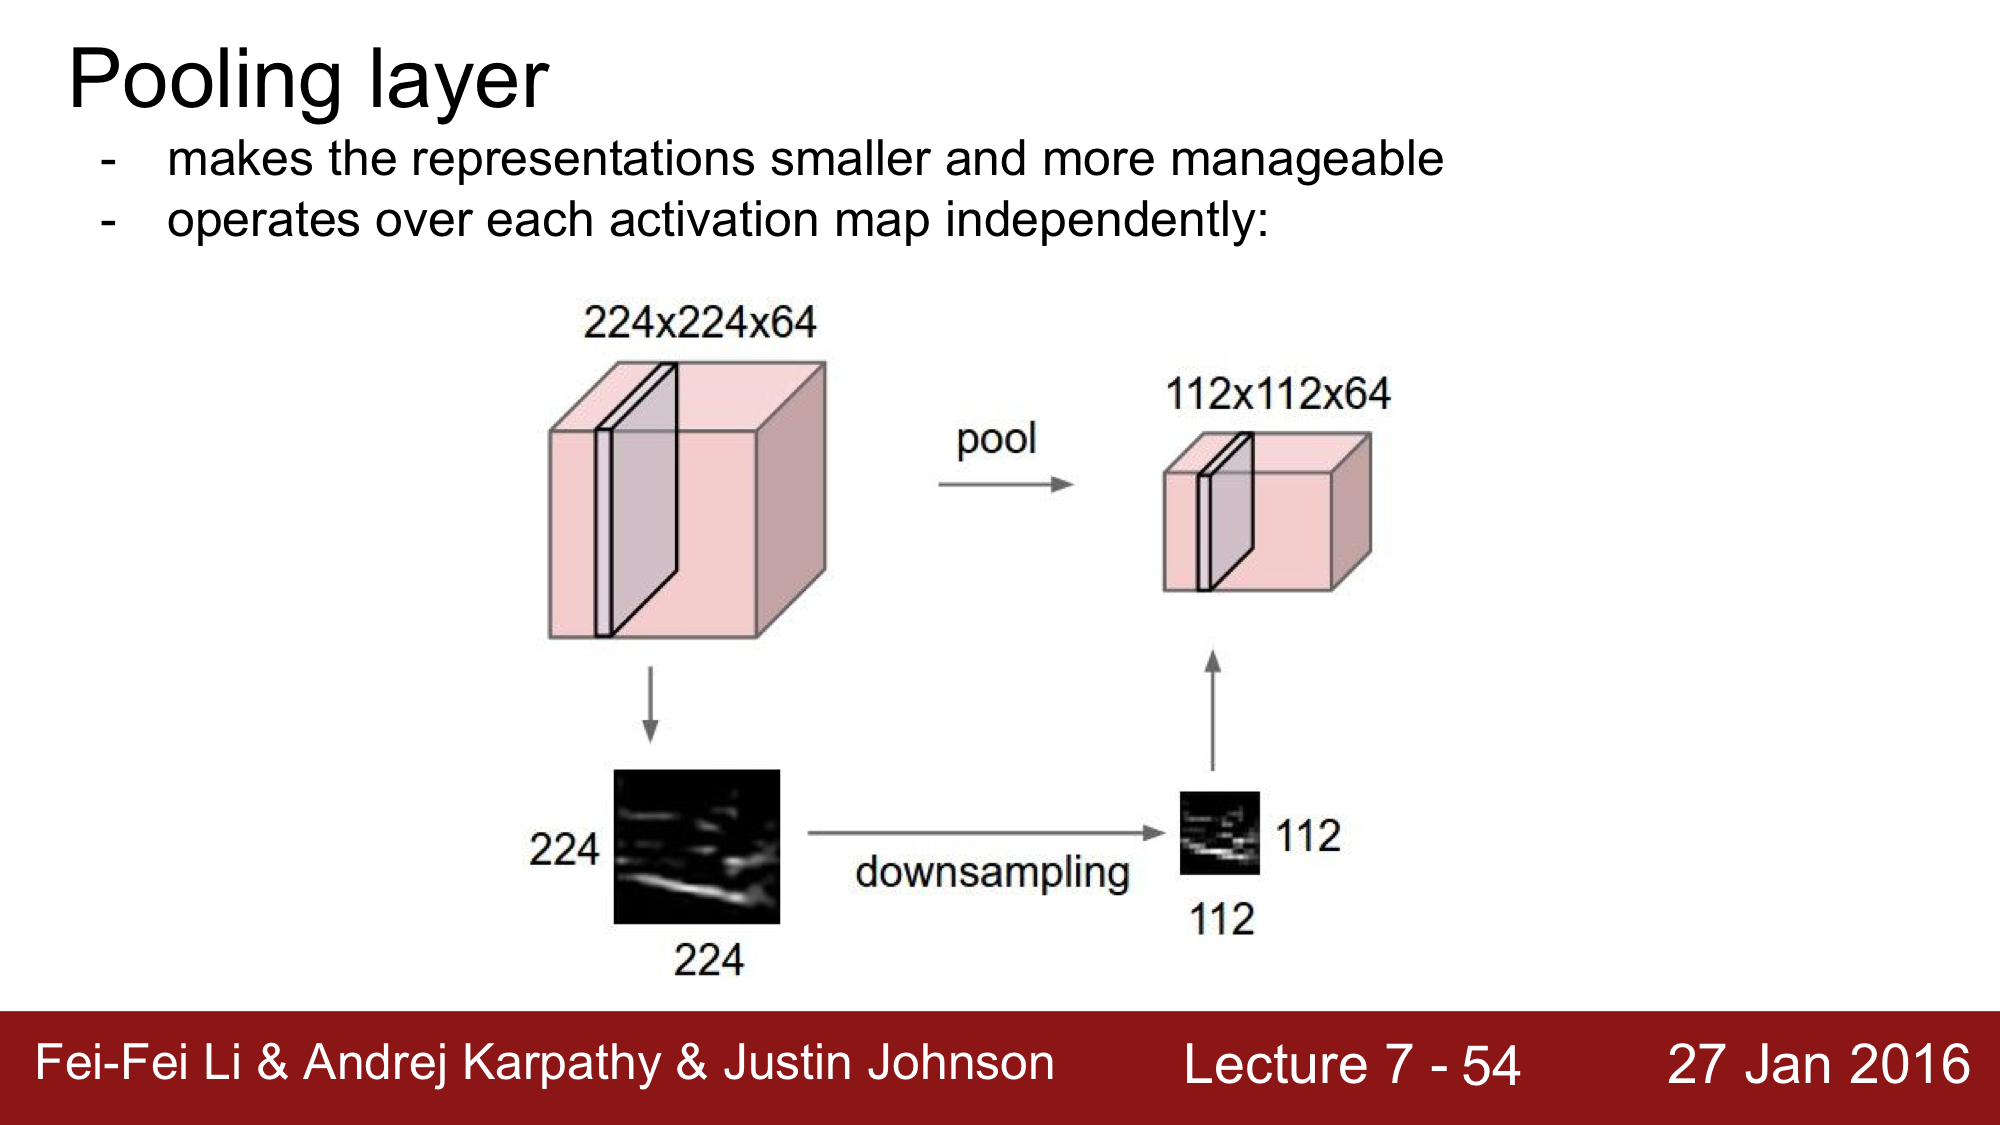 Pooling layer
- makes the representations smaller and more manageable
- operates over each activation map independently:
224x224x64
112x112x64
pool
224
downsampling
112
112
224
Fei-Fei Li & Andrej Karpathy & Justin Johnson
Lecture 7 - 54
27 Jan 2016